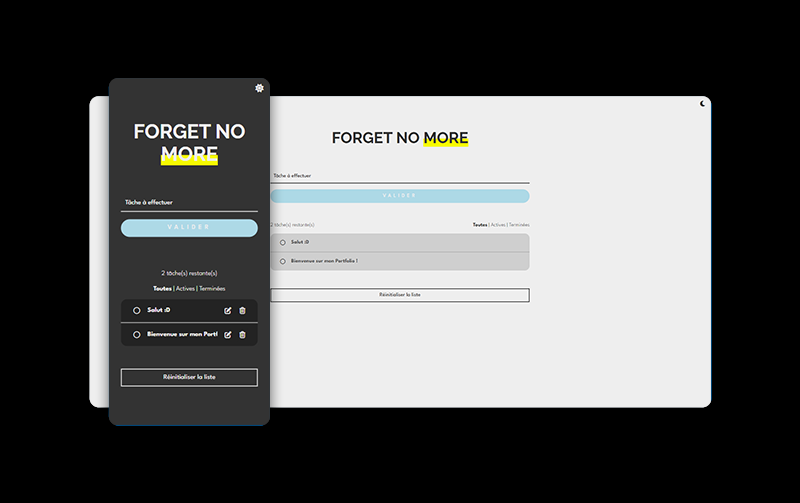 FORGET NO
MORE
Tâche à effectuer
VALIDER
2 tâche(s) restante(s)
Toutes | Actives | Terminées
Salut :D
Bienvenue sur mon Portf
Réinitialiser la liste
FORGET NO MORE
Tâche à effectuer
VALIDER
2 tâche(s) restante(s)
Toutes | Actives | Terminées
Salut :D
Bienvenue sur mon Portfolio !
Réinitialiser la liste